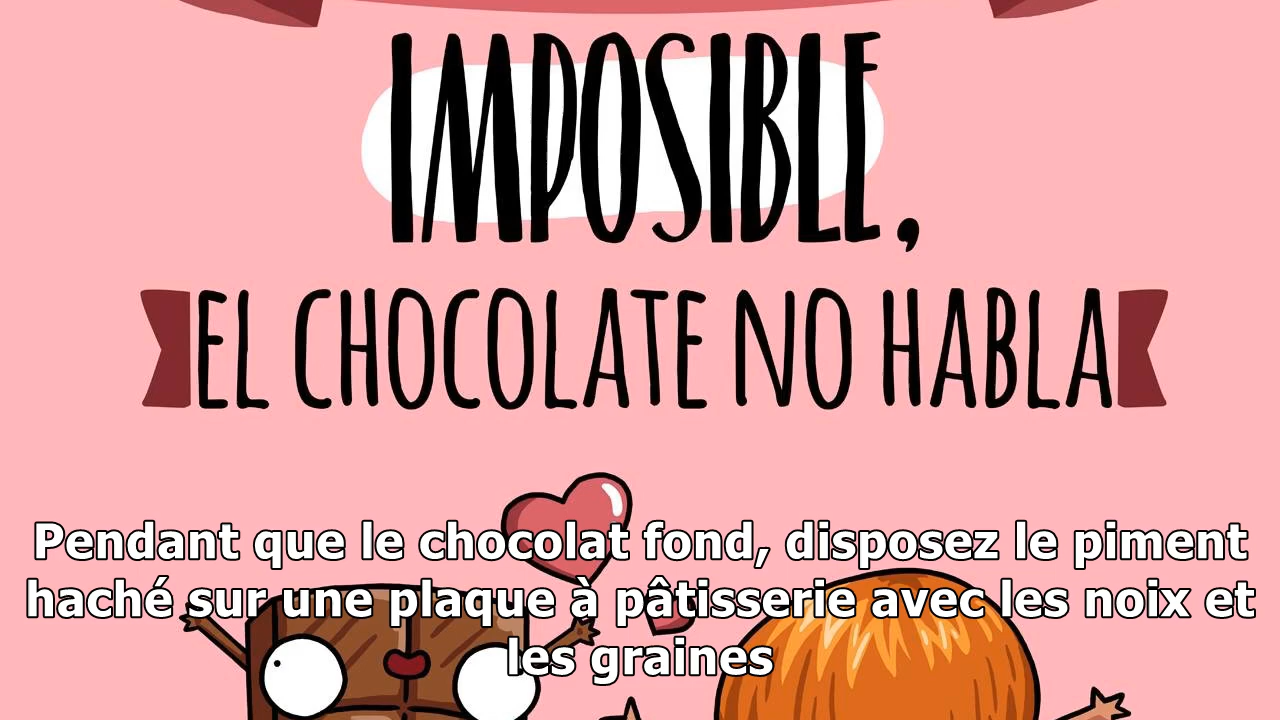 IMPOSIBLE,
EL CHOCOLATE NO HABLA
Pendant que le chocolat fond, disposez le piment
haché sur une plaque à pâtisserie avec les noix et
les graines